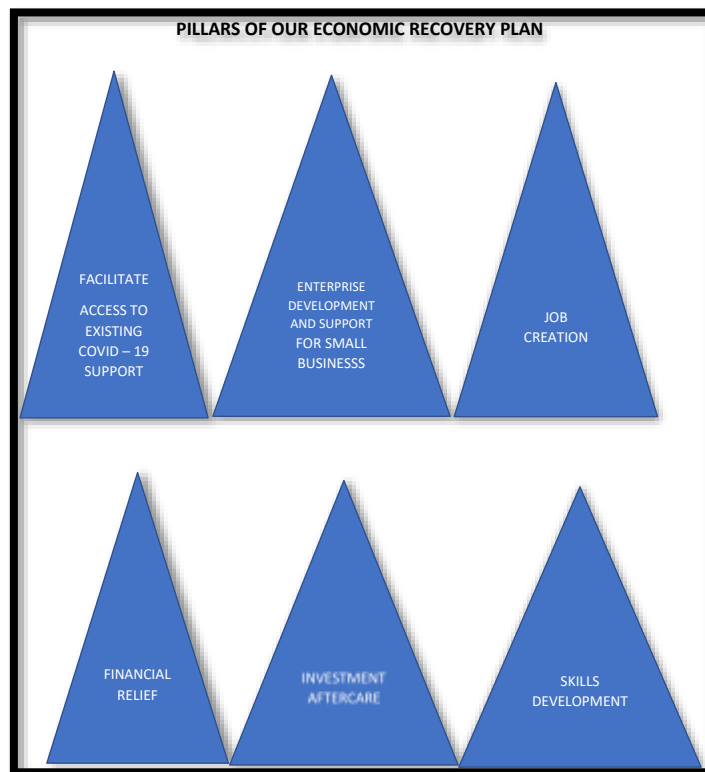 PILLARS OF OUR ECONOMIC RECOVERY PLAN
FACILITATE
ACCESS TO
EXISTING
COVID – 19
SUPPORT
ENTERPRISE
DEVELOPMENT
AND SUPPORT
FOR SMALL
BUSINESSS
JOB
CREATION
FINANCIAL
RELIEF
INVESTMENT
AFTERCARE
SKILLS
DEVELOPMENT